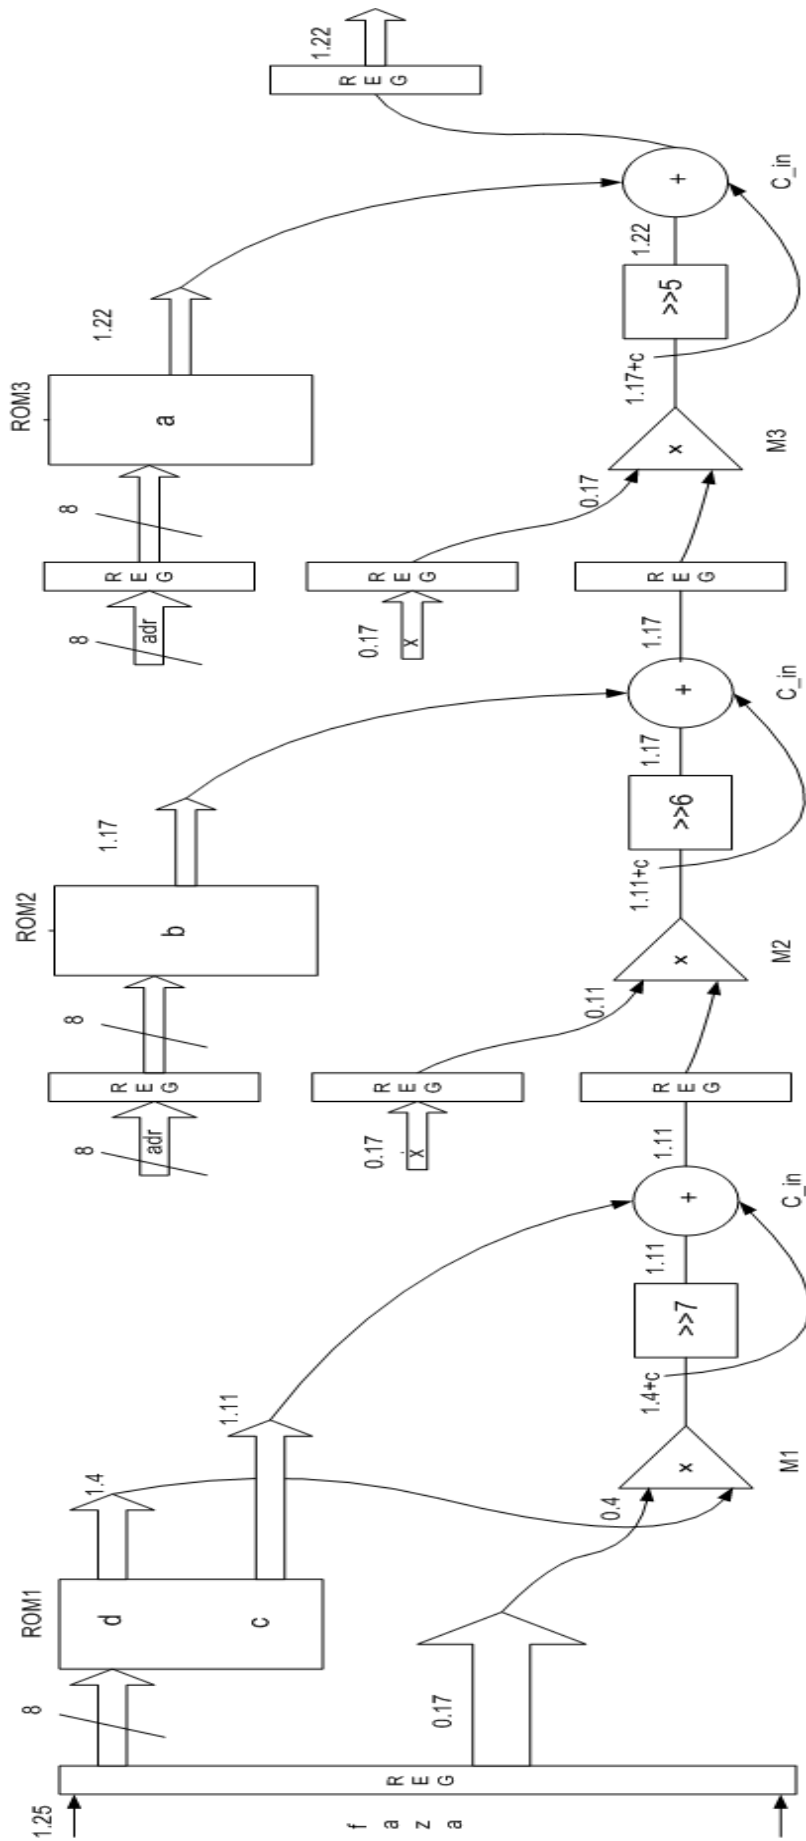 1.25
f a z a
R E G
8
0.17
ROM1
d
c
1.4
1.11
0.4
x
M1
1.4+c
>>7
1.11
+
C_in
1.11
8
adr
R E G
8
ROM2
b
1.17
0.17
x
R E G
0.11
R E G
x
M2
1.11+c
>>6
1.17
+
C_in
1.17
8
adr
R E G
8
ROM3
a
1.22
0.17
x
R E G
0.17
R E G
x
M3
1.17+c
>>5
1.22
+
C_in
R E G
1.22